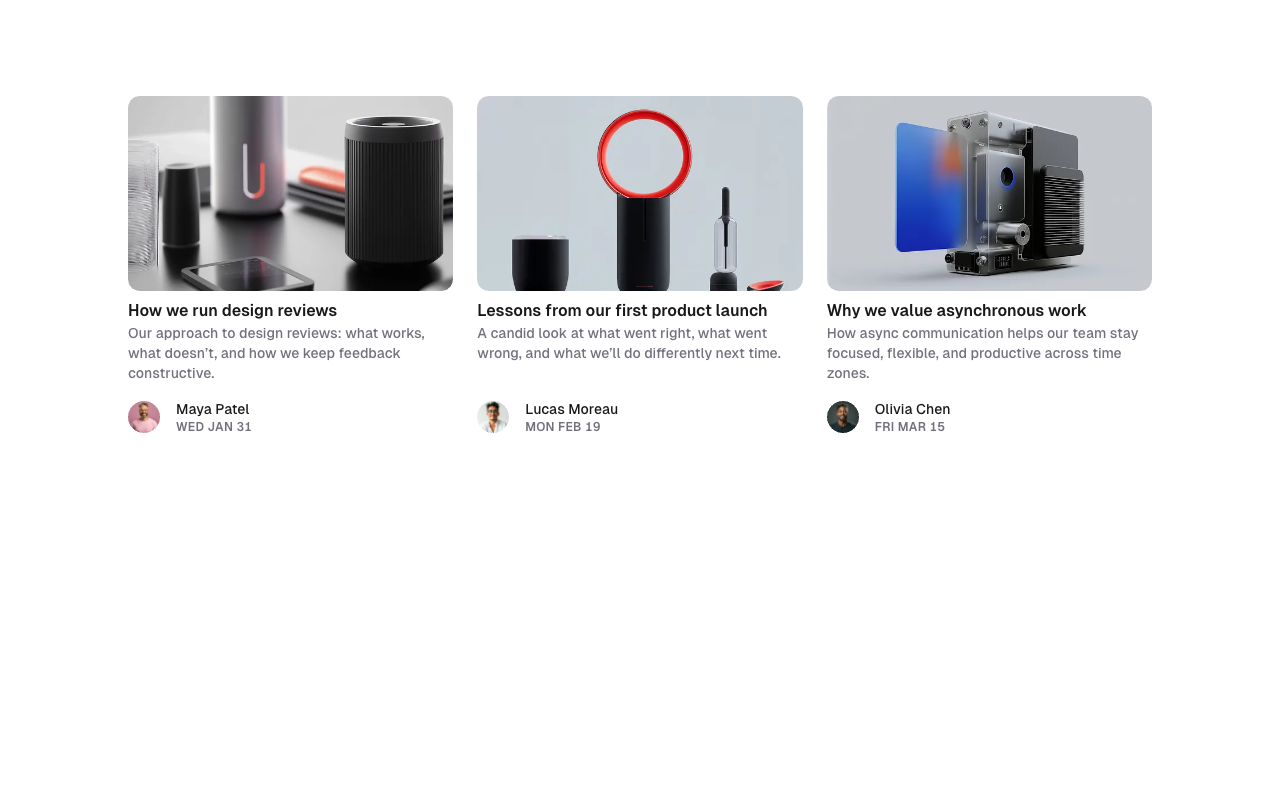 How we run design reviews
Our approach to design reviews: what works,
what doesn’t, and how we keep feedback
constructive.
Maya Patel
WED JAN 31
Lessons from our first product launch
A candid look at what went right, what went
wrong, and what we’ll do differently next time.
Lucas Moreau
MON FEB 19
Why we value asynchronous work
How async communication helps our team stay
focused, flexible, and productive across time
zones.
Olivia Chen
FRI MAR 15